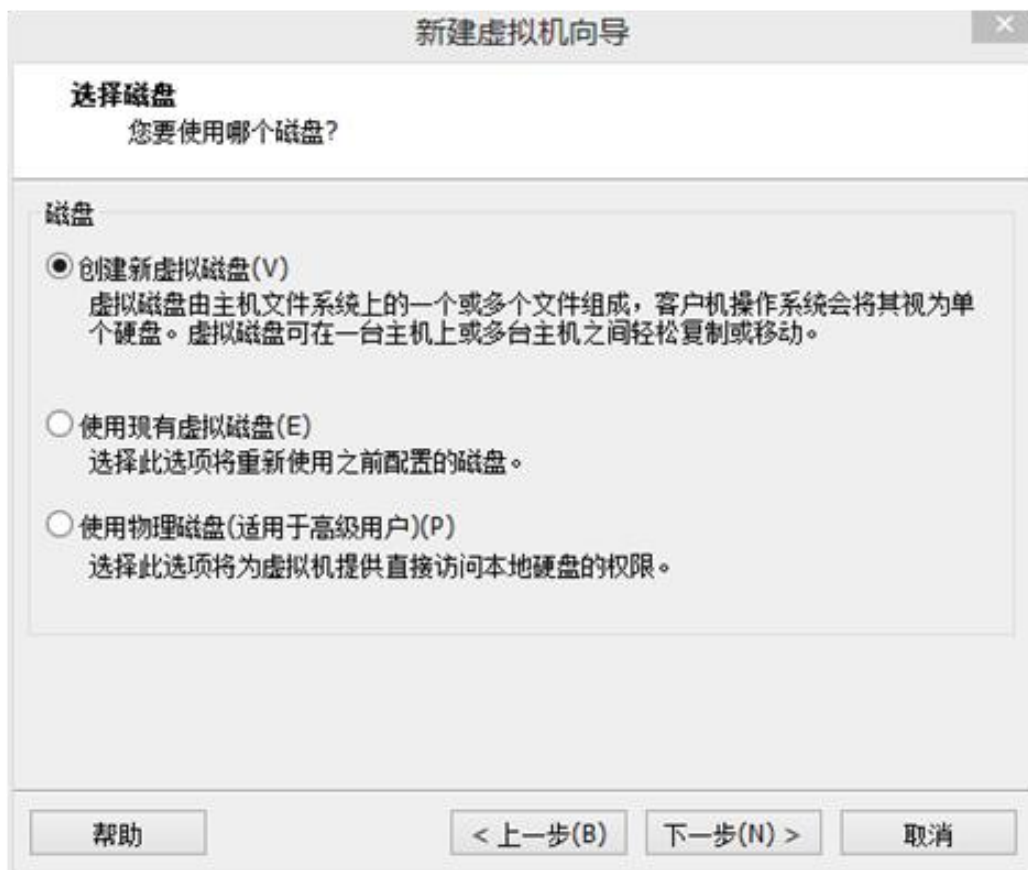 新建虚拟机向导
选择磁盘
您要使用哪个磁盘?
磁盘
创建新虚拟磁盘(V)
虚拟磁盘由主机文件系统上的一个或多个文件组成，客户机操作系统会将其视为单
个硬盘。虚拟磁盘可在一台主机上或多台主机之间轻松复制或移动。
使用现有虚拟磁盘(E)
选择此选项将重新使用之前配置的磁盘。
使用物理磁盘(适用于高级用户)(P)
选择此选项将为虚拟机提供直接访问本地硬盘的权限。
帮助 < 上一步(B) 下一步(N) > 取消